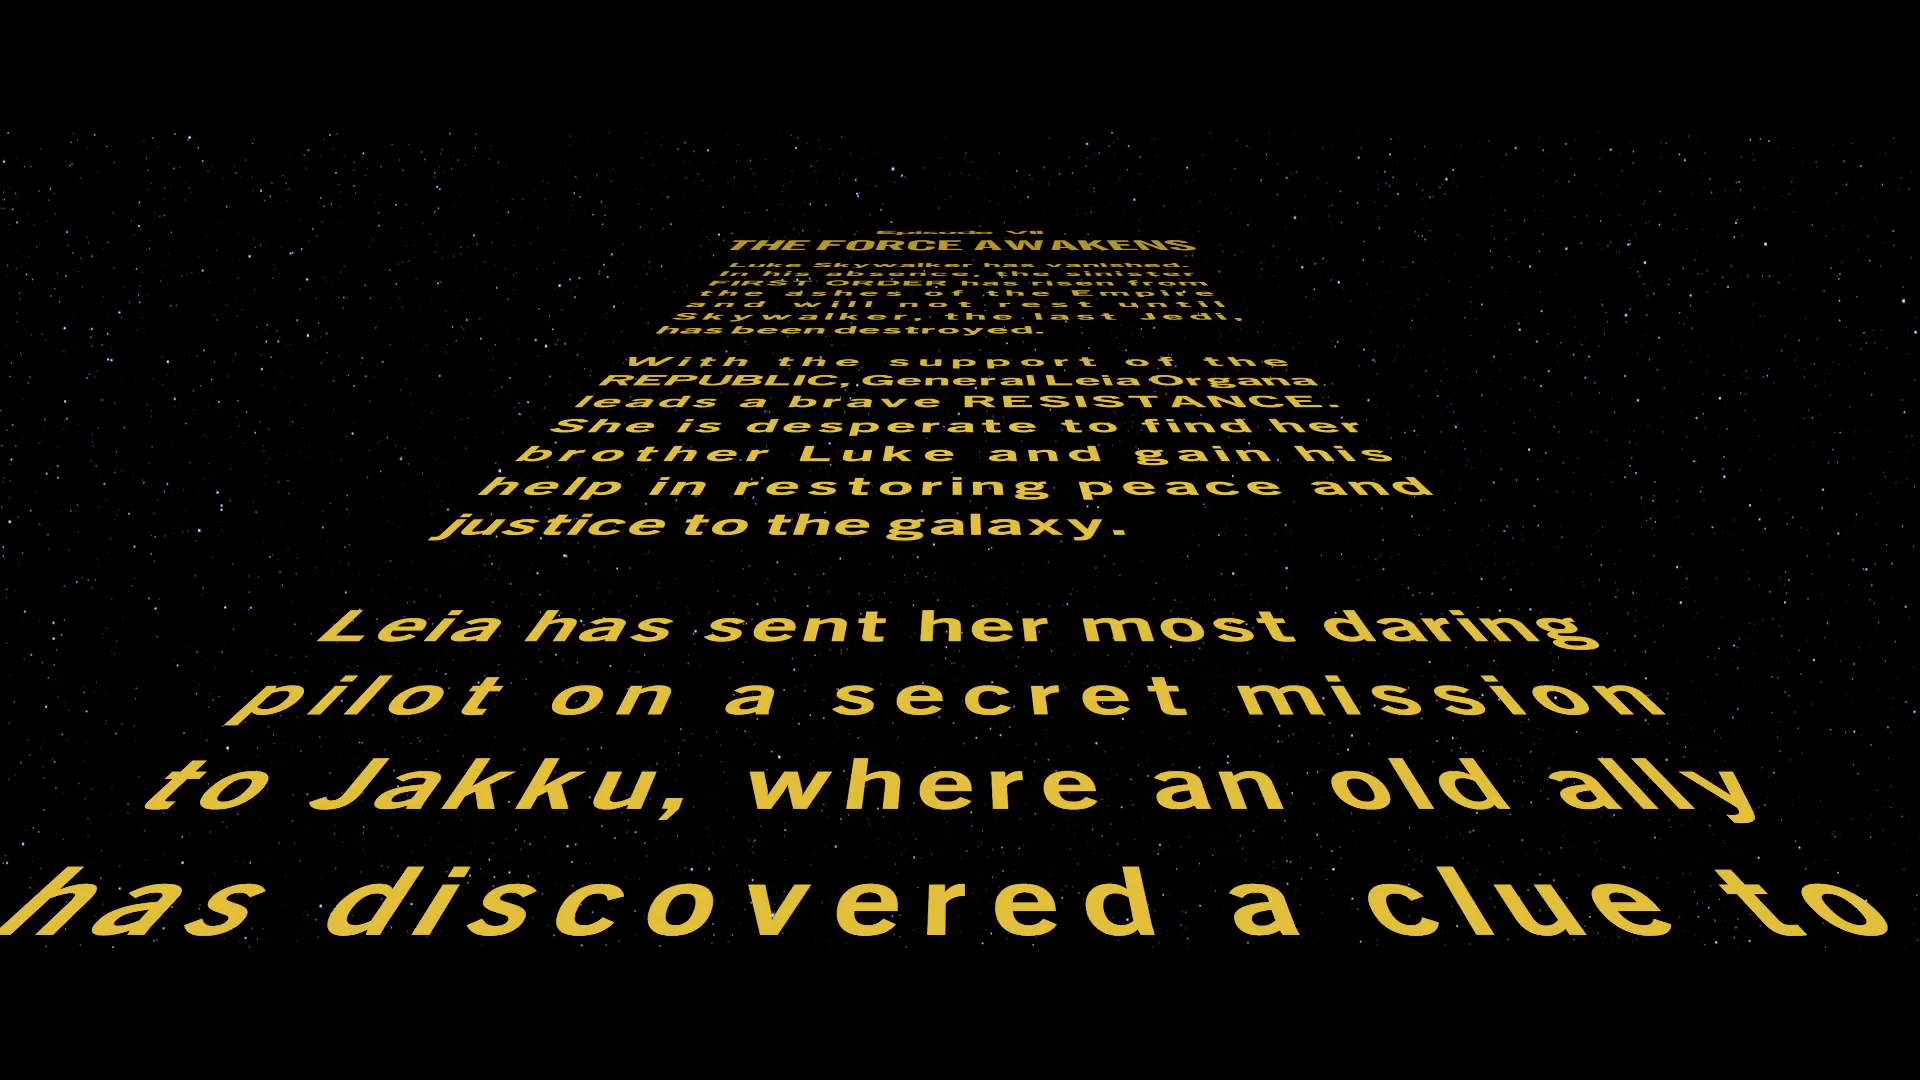 Episode VII
THE FORCE AWAKENS
Luke Skywalker has vanished.
In his absence, the sinister
FIRST ORDER has risen from
the ashes of the Empire
and will not rest until
Skywalker, the last Jedi,
has been destroyed.
With the support of the
REPUBLIC, General Leia Organa
leads a brave RESISTANCE.
She is desperate to find her
brother Luke and gain his
help in restoring peace and
justice to the galaxy.
Leia has sent her most daring
pilot on a secret mission
to Jakku, where an old ally
has discovered a clue to